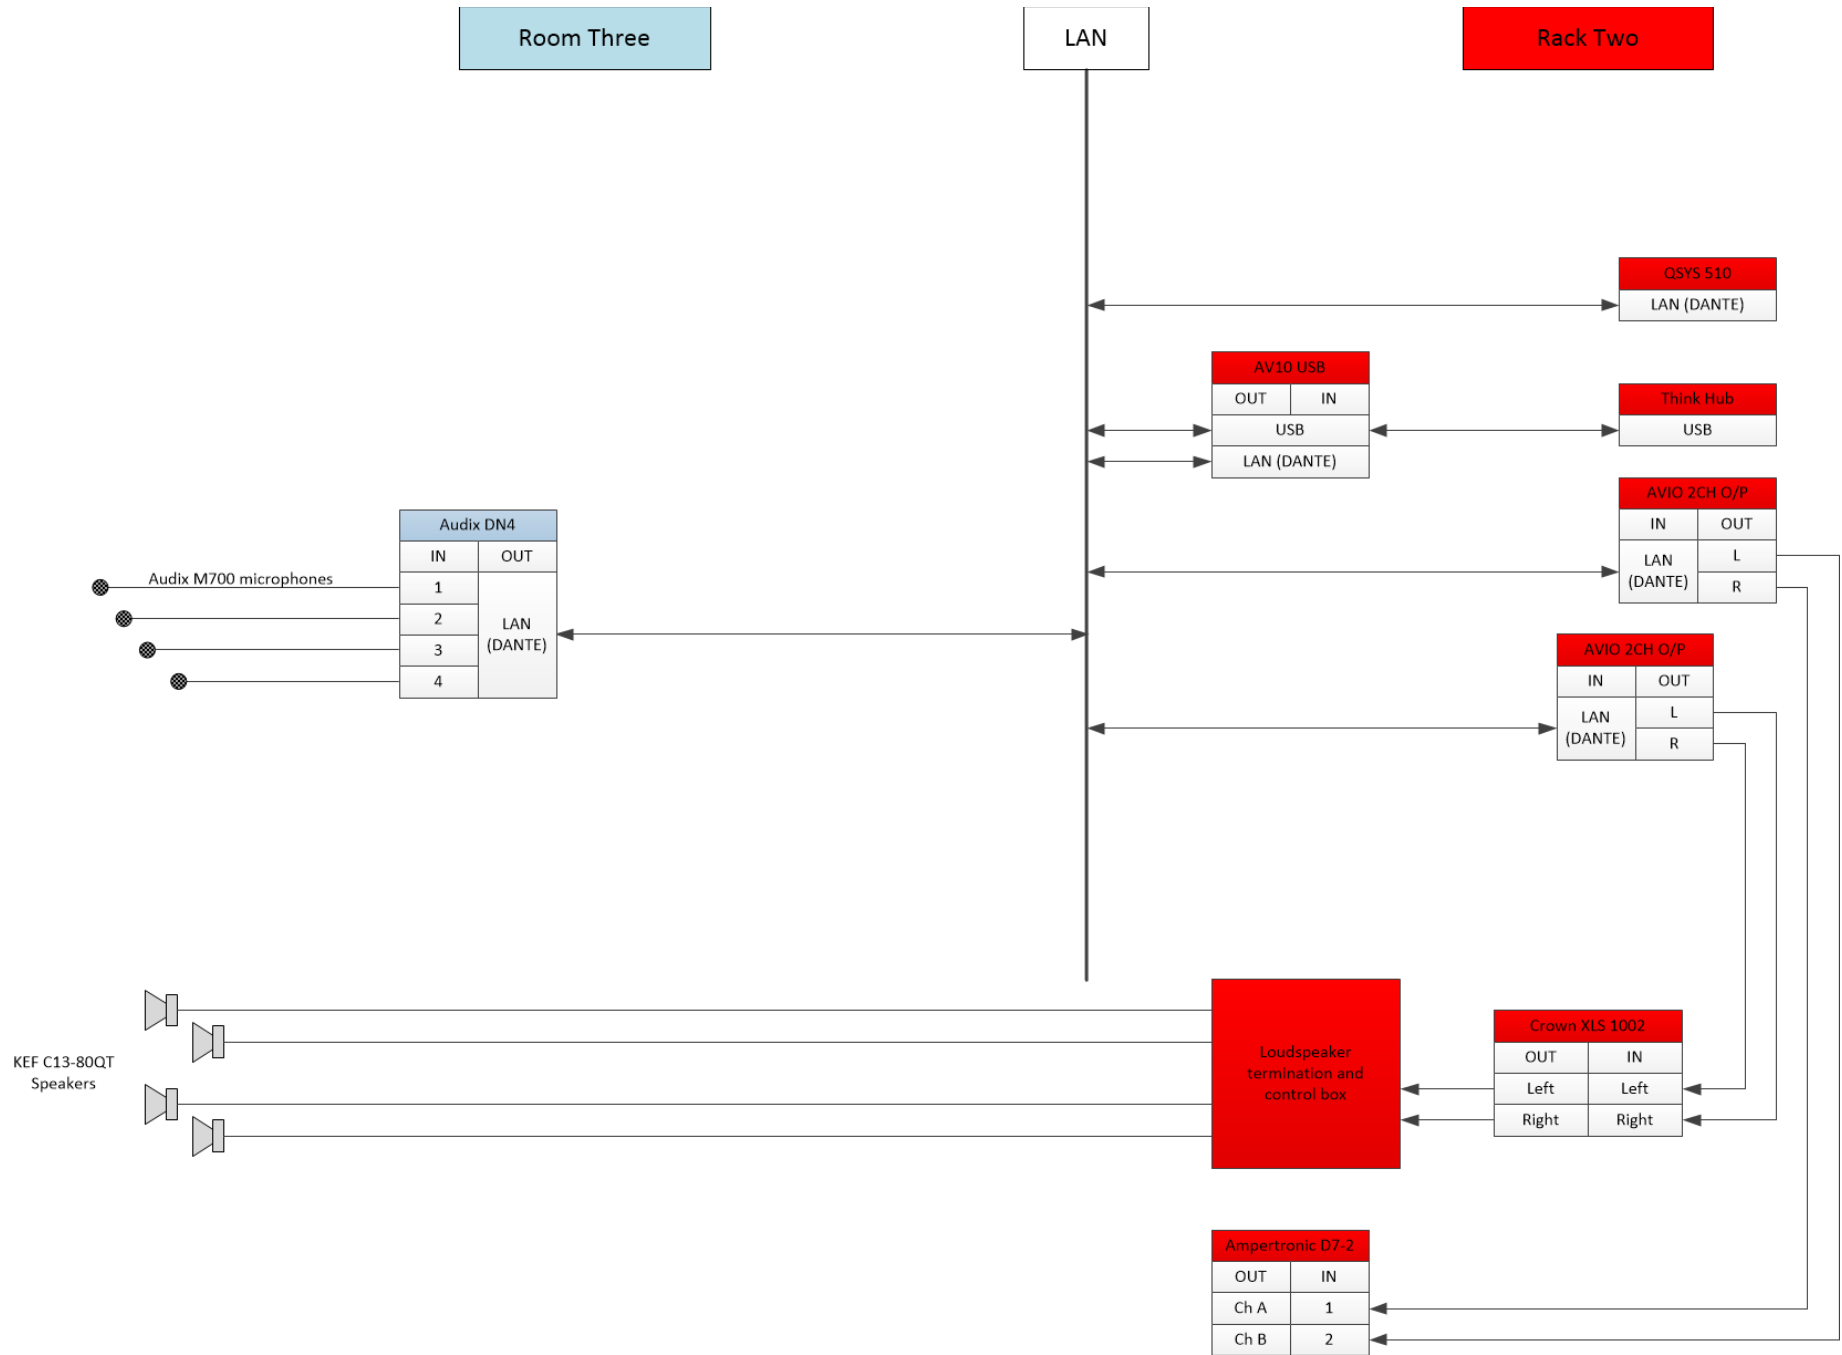 Room Three
LAN
Rack Two
QSYS 510
LAN (DANTE)
AV10 USB
OUT IN
USB
LAN (DANTE)
Think Hub
USB
AVIO 2CH O/P
IN OUT
LAN
(DANTE)
L
R
Audix DN4
IN OUT
1
2
3
4
LAN
(DANTE)
Audix M700 microphones
AVIO 2CH O/P
IN OUT
LAN
(DANTE)
L
R
KEF C13-80QT
Speakers
Loudspeaker
termination and
control box
Crown XLS 1002
OUT IN
Left Left
Right Right
Ampertronic D7-2
OUT IN
Ch A 1
Ch B 2